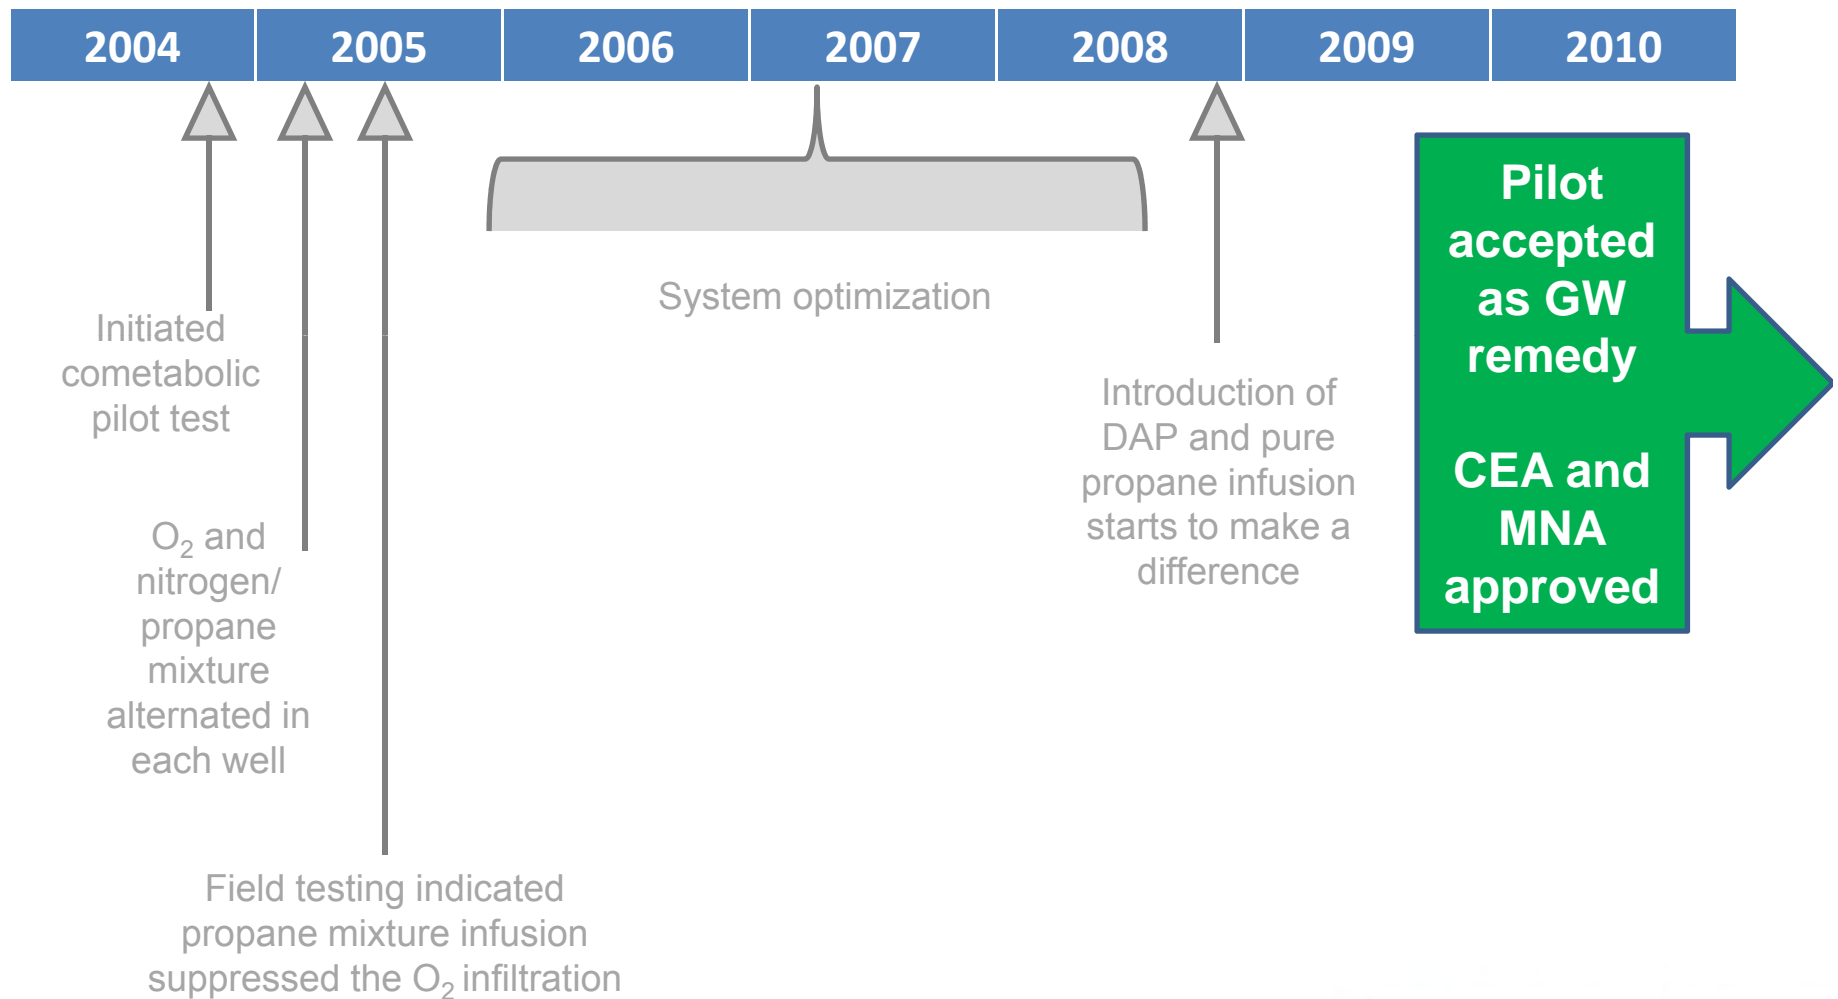 2004 2005 2006 2007 2008 2009 2010
Initiated
cometabolic
pilot test
O₂ and
nitrogen/
propane
mixture
alternated in
each well
Field testing indicated
propane mixture infusion
suppressed the O₂ infiltration
System optimization
Introduction of
DAP and pure
propane infusion
starts to make a
difference
Pilot
accepted
as GW
remedy
CEA and
MNA
approved